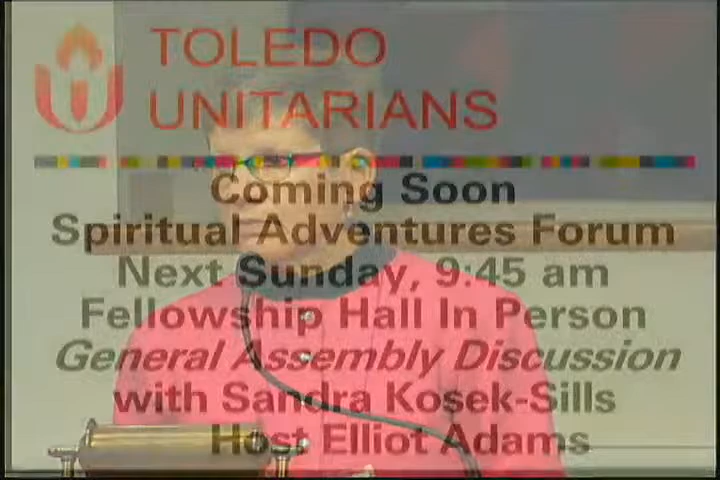 TOLEDO
UNITARIANS
Coming Soon
Spiritual Adventures Forum
Next Sunday, 9:45 am
Fellowship Hall In Person
General Assembly Discussion
with Sandra Kosek-Sills
Host Elliot Adams